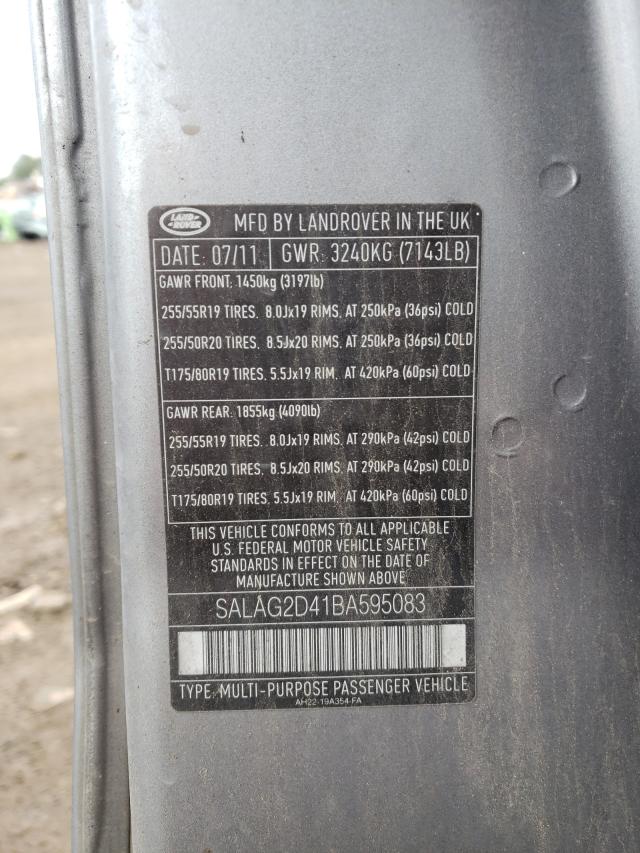 LAND ROVER
MFD BY LANDROVER IN THE UK
DATE: 07/11 GWR: 3240KG (7143LB)
GAWR FRONT: 1450kg (3197lb)
255/55R19 TIRES. 8.0Jx19 RIMS. AT 250kPa (36psi) COLD
255/50R20 TIRES. 8.5Jx20 RIMS. AT 250kPa (36psi) COLD
T175/80R19 TIRES. 5.5Jx19 RIM. AT 420kPa (60psi) COLD
GAWR REAR: 1855kg (4090lb)
255/55R19 TIRES. 8.0Jx19 RIMS. AT 290kPa (42psi) COLD
255/50R20 TIRES. 8.5Jx20 RIMS. AT 290kPa (42psi) COLD
T175/80R19 TIRES. 5.5Jx19 RIM. AT 420kPa (60psi) COLD
THIS VEHICLE CONFORMS TO ALL APPLICABLE
U.S. FEDERAL MOTOR VEHICLE SAFETY
STANDARDS IN EFFECT ON THE DATE OF
MANUFACTURE SHOWN ABOVE.
SALAG2D41BA595083
TYPE: MULTI-PURPOSE PASSENGER VEHICLE
AH22-19A354-FA